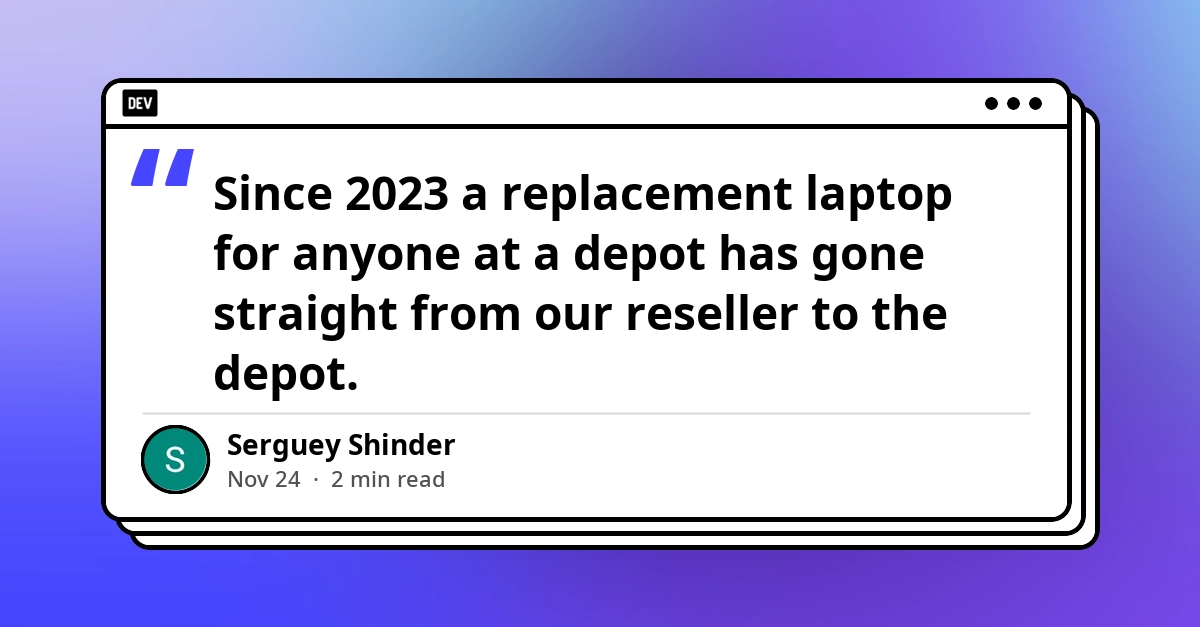 DEV
“
Since 2023 a replacement laptop
for anyone at a depot has gone
straight from our reseller to the
depot.
S
Serguey Shinder
Nov 24 · 2 min read